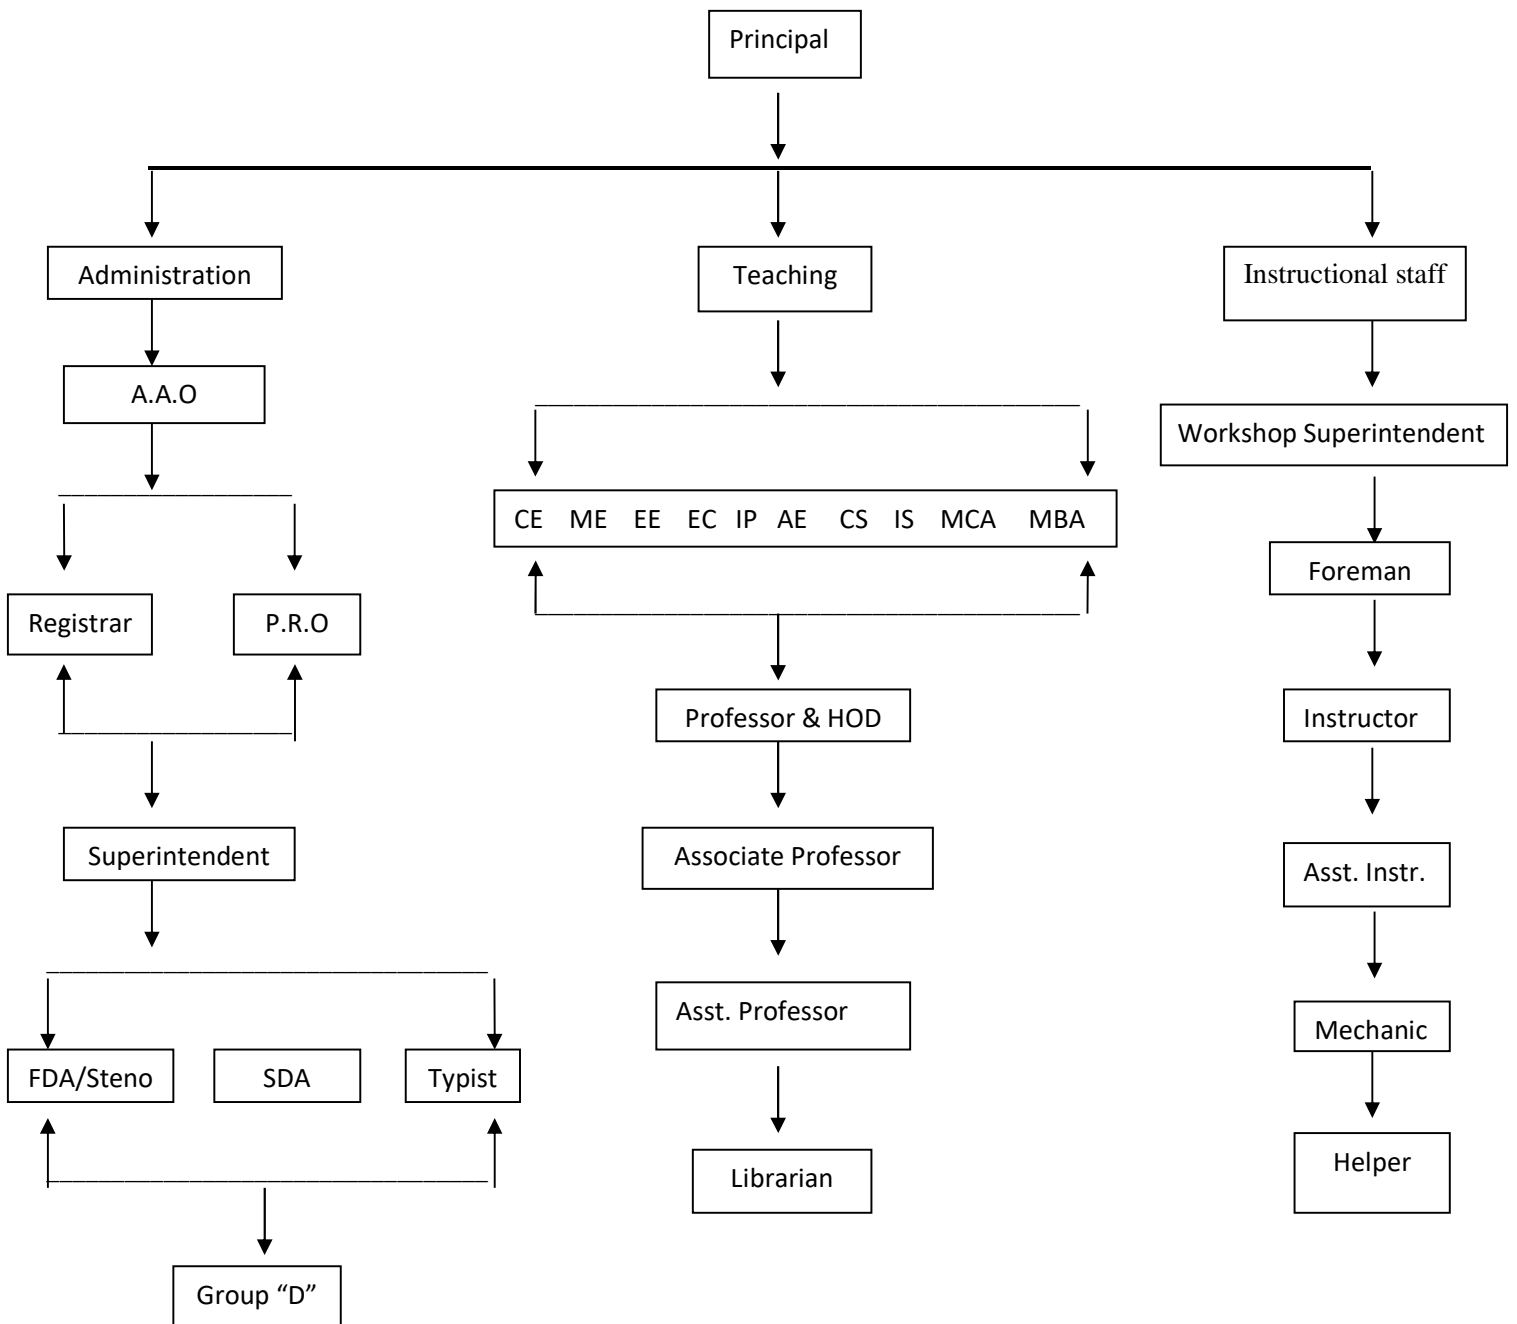 Principal
Administration
Teaching
Instructional staff
A.A.O
Workshop Superintendent
CE ME EE EC IP AE CS IS MCA MBA
Foreman
Registrar
P.R.O
Professor & HOD
Instructor
Superintendent
Associate Professor
Asst. Instr.
Asst. Professor
Mechanic
FDA/Steno
SDA
Typist
Librarian
Helper
Group “D”